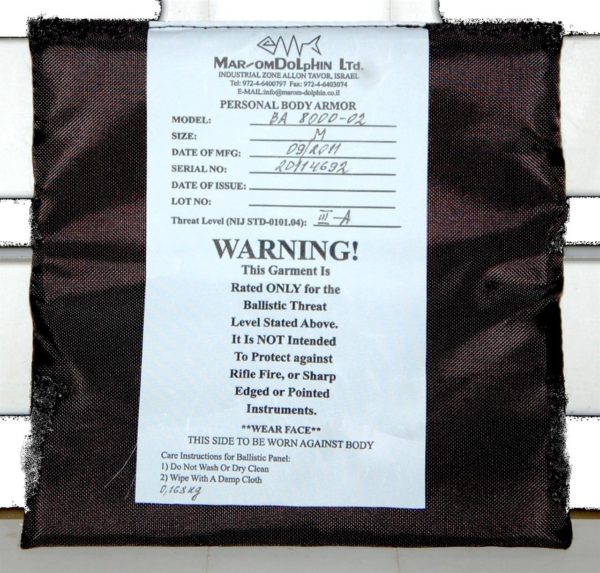 MAROMDOLPHIN LTD.
INDUSTRIAL ZONE ALLON TAVOR, ISRAEL
Tel: 972-4-6400797 Fax: 972-4-6403074
E-MAIL:info@marom-dolphin.co.il
PERSONAL BODY ARMOR
MODEL: BA 8000-02
SIZE: M
DATE OF MFG: 09/2011
SERIAL NO: 20114692
DATE OF ISSUE:
LOT NO:
Threat Level (NIJ STD-0101.04): III-A
WARNING!
This Garment Is
Rated ONLY for the
Ballistic Threat
Level Stated Above.
It Is NOT Intended
To Protect against
Rifle Fire, or Sharp
Edged or Pointed
Instruments.
**WEAR FACE**
THIS SIDE TO BE WORN AGAINST BODY
Care Instructions for Ballistic Panel:
1) Do Not Wash Or Dry Clean
2) Wipe With A Damp Cloth
0,168 kg